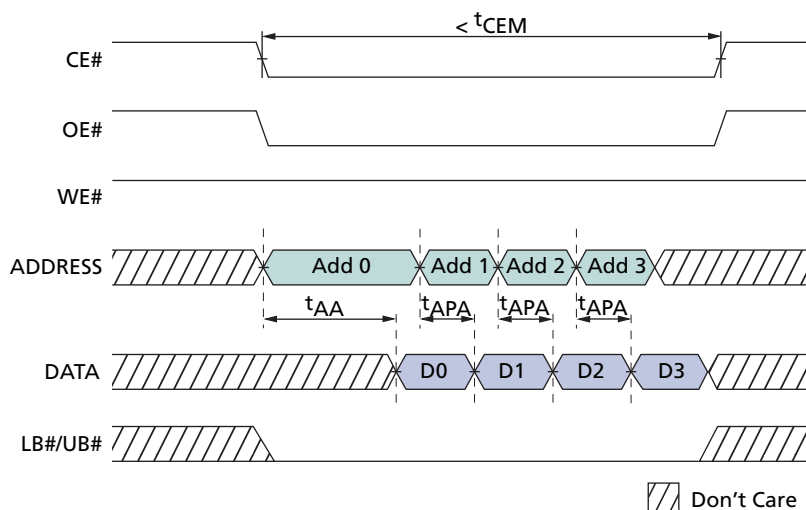 < tCEM
CE#
OE#
WE#
ADDRESS Add 0 Add 1 Add 2 Add 3
tAA tAPA tAPA tAPA
DATA D0 D1 D2 D3
LB#/UB#
Don't Care